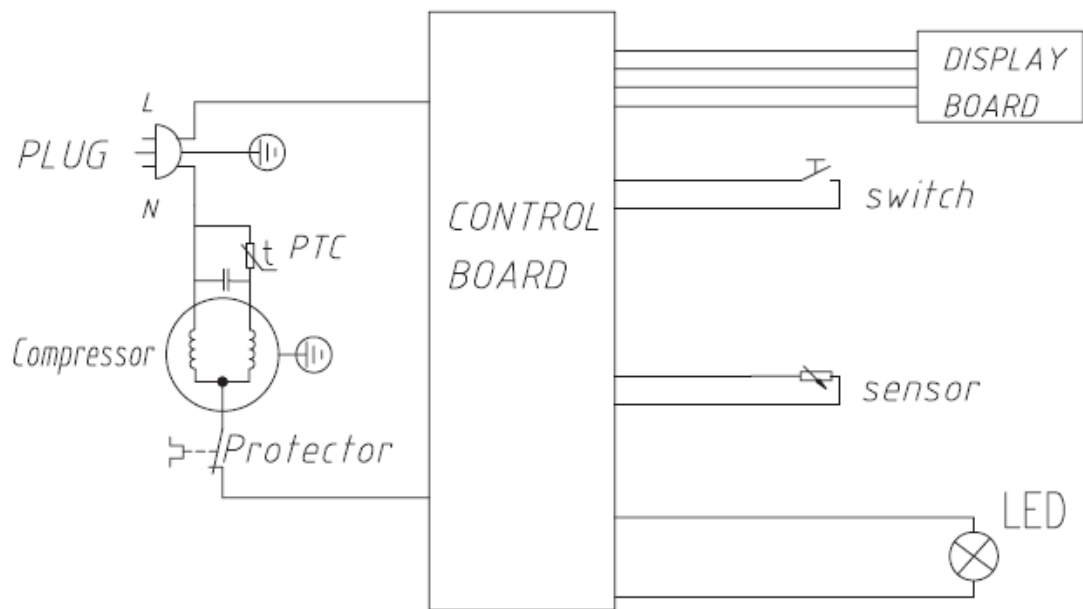 L
PLUG
N
t
PTC
Compressor
Protector
CONTROL
BOARD
DISPLAY
BOARD
switch
sensor
LED